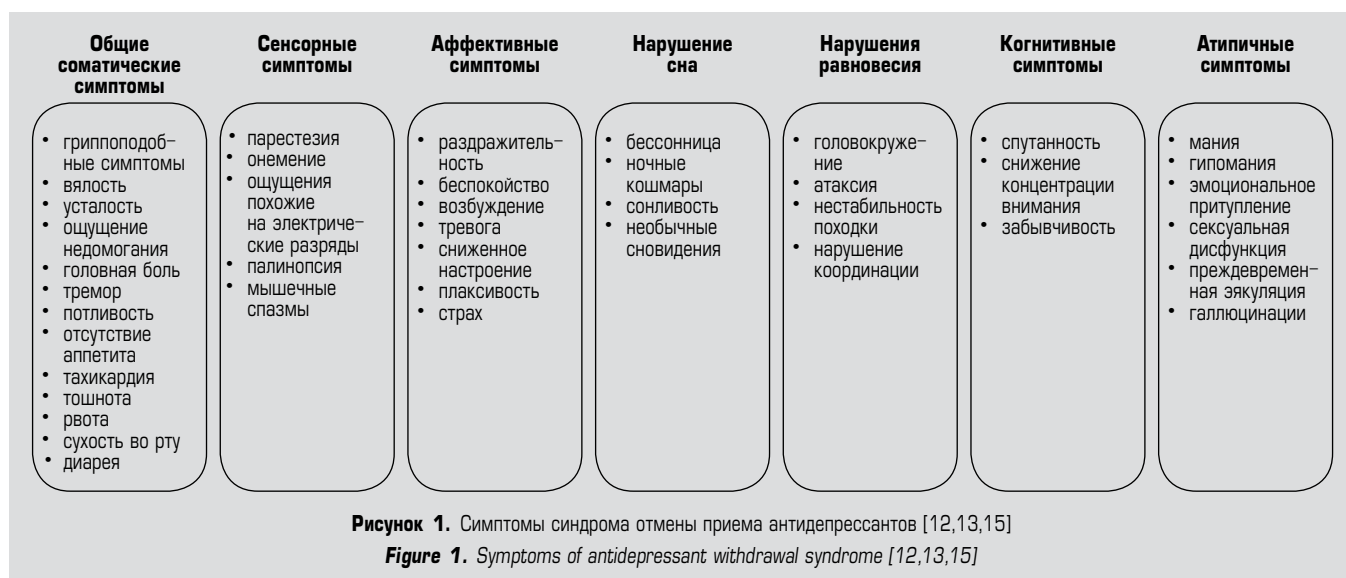 Общие
соматические
симптомы
• гриппоподоб-
ные симптомы
• вялость
• усталость
• ощущение
недомогания
• головная боль
• тремор
• потливость
• отсутствие
аппетита
• тахикардия
• тошнота
• рвота
• сухость во рту
• диарея
Сенсорные
симптомы
• парестезия
• онемение
• ощущения
похожие
на электриче-
ские разряды
• палинопсия
• мышечные
спазмы
Аффективные
симптомы
• раздражитель-
ность
• беспокойство
• возбуждение
• тревога
• сниженное
настроение
• плаксивость
• страх
Нарушение
сна
• бессонница
• ночные
кошмары
• сонливость
• необычные
сновидения
Нарушения
равновесия
• головокруже-
ние
• атаксия
• нестабильность
походки
• нарушение
координации
Когнитивные
симптомы
• спутанность
• снижение
концентрации
внимания
• забывчивость
Атипичные
симптомы
• мания
• гипомания
• эмоциональное
притупление
• сексуальная
дисфункция
• преждевремен-
ная эякуляция
• галлюцинации
Рисунок 1. Симптомы синдрома отмены приема антидепрессантов [12,13,15]
Figure 1. Symptoms of antidepressant withdrawal syndrome [12,13,15]